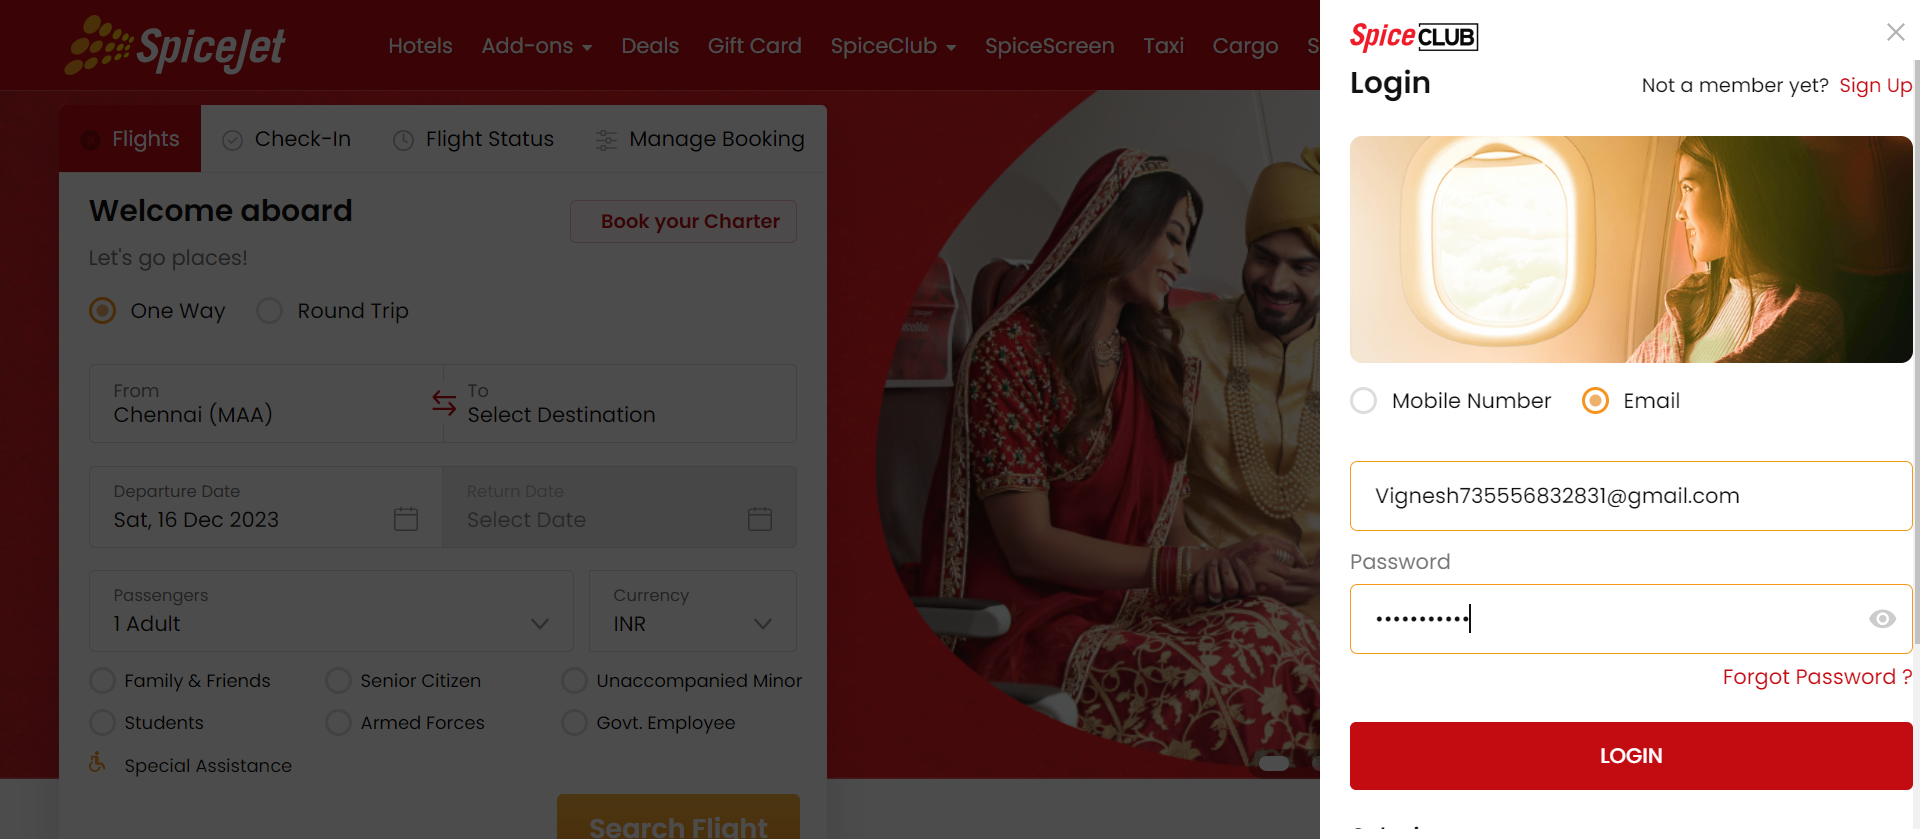 SpiceJet
Hotels Add-ons Deals Gift Card SpiceClub SpiceScreen Taxi Cargo S
Flights Check-In Flight Status Manage Booking
Welcome aboard
Book your Charter
Let's go places!
One Way Round Trip
From
Chennai (MAA)
To
Select Destination
Departure Date
Sat, 16 Dec 2023
Return Date
Select Date
Passengers
1 Adult
Currency
INR
Family & Friends Senior Citizen Unaccompanied Minor
Students Armed Forces Govt. Employee
Special Assistance
Search Flight
Spice CLUB
Login
Not a member yet? Sign Up
Mobile Number Email
Vignesh735556832831@gmail.com
Password
•••••••••••
Forgot Password ?
LOGIN